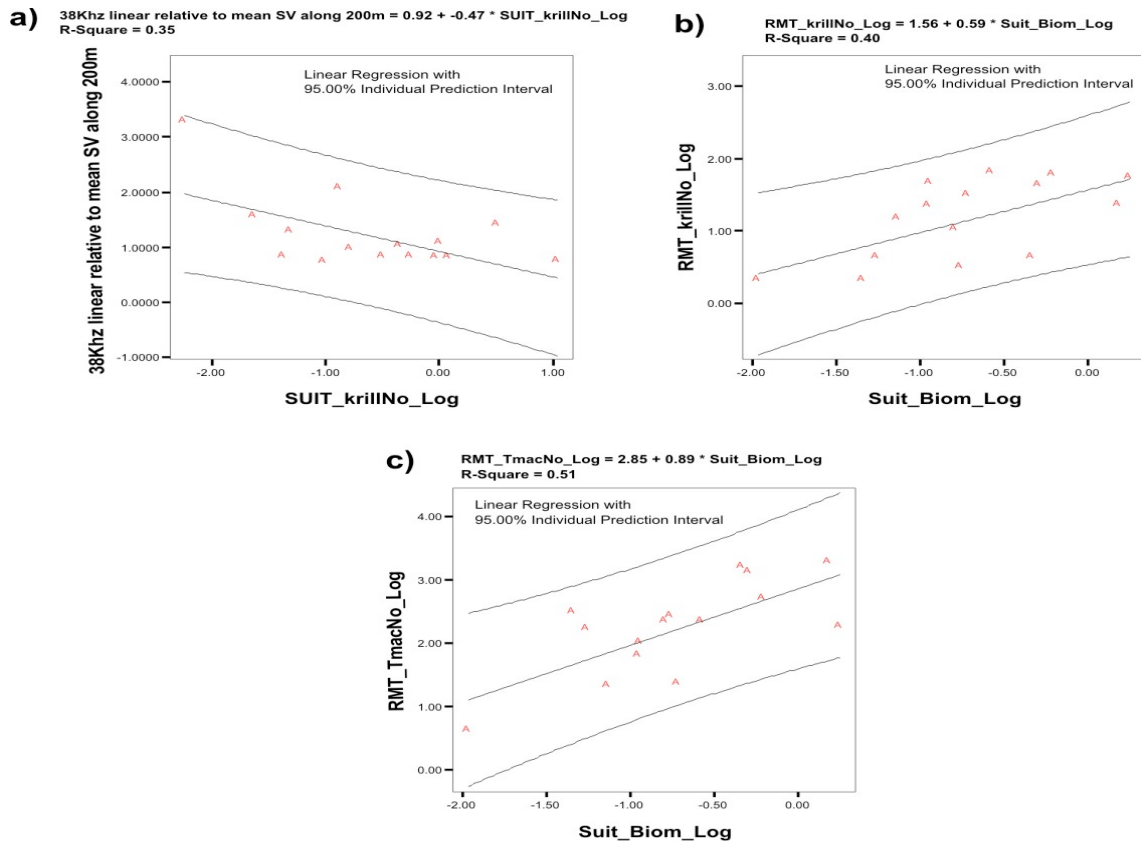 a)
38Khz linear relative to mean SV along 200m = 0.92 + -0.47 * SUIT_krillNo_Log
R-Square = 0.35
Linear Regression with
95.00% Individual Prediction Interval
38Khz linear relative to mean SV along 200m
4.0000
3.0000
2.0000
1.0000
0.0000
-1.0000
-2.00
-1.00
0.00
1.00
SUIT_krillNo_Log
b)
RMT_krillNo_Log = 1.56 + 0.59 * Suit_Biom_Log
R-Square = 0.40
Linear Regression with
95.00% Individual Prediction Interval
RMT_krillNo_Log
3.00
2.00
1.00
0.00
-2.00
-1.50
-1.00
-0.50
0.00
Suit_Biom_Log
c)
RMT_TmacNo_Log = 2.85 + 0.89 * Suit_Biom_Log
R-Square = 0.51
Linear Regression with
95.00% Individual Prediction Interval
RMT_TmacNo_Log
4.00
3.00
2.00
1.00
0.00
-2.00
-1.50
-1.00
-0.50
0.00
Suit_Biom_Log